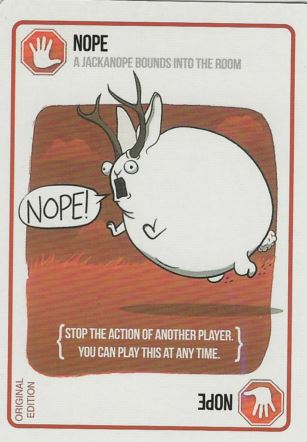 NOPE
A JACKANOPE BOUNDS INTO THE ROOM
NOPE!
STOP THE ACTION OF ANOTHER PLAYER.
YOU CAN PLAY THIS AT ANY TIME.
ORIGINAL
EDITION
NOPE